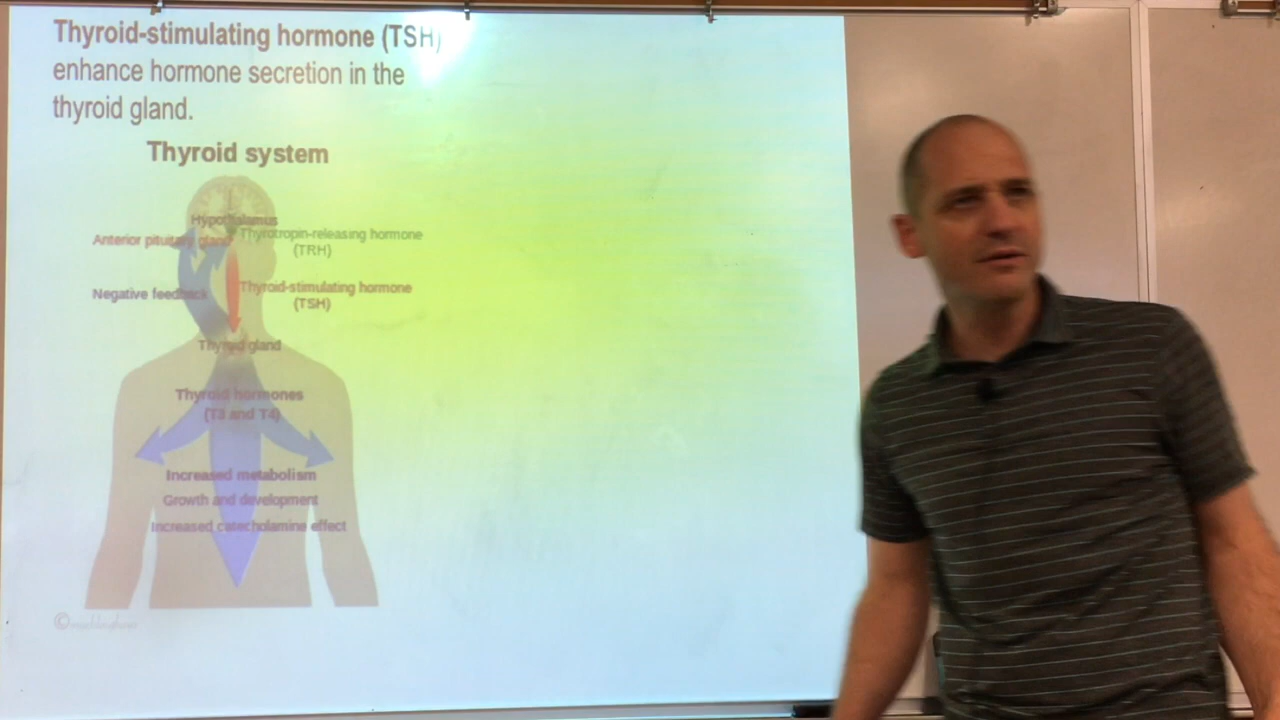 Thyroid-stimulating hormone (TSH)
enhance hormone secretion in the
thyroid gland.
Thyroid system
Hypothalamus
Anterior pituitary gland
Thyrotropin-releasing hormone
(TRH)
Negative feedback
Thyroid-stimulating hormone
(TSH)
Thyroid gland
Thyroid hormones
(T3 and T4)
Increased metabolism
Growth and development
Increased catecholamine effect
©